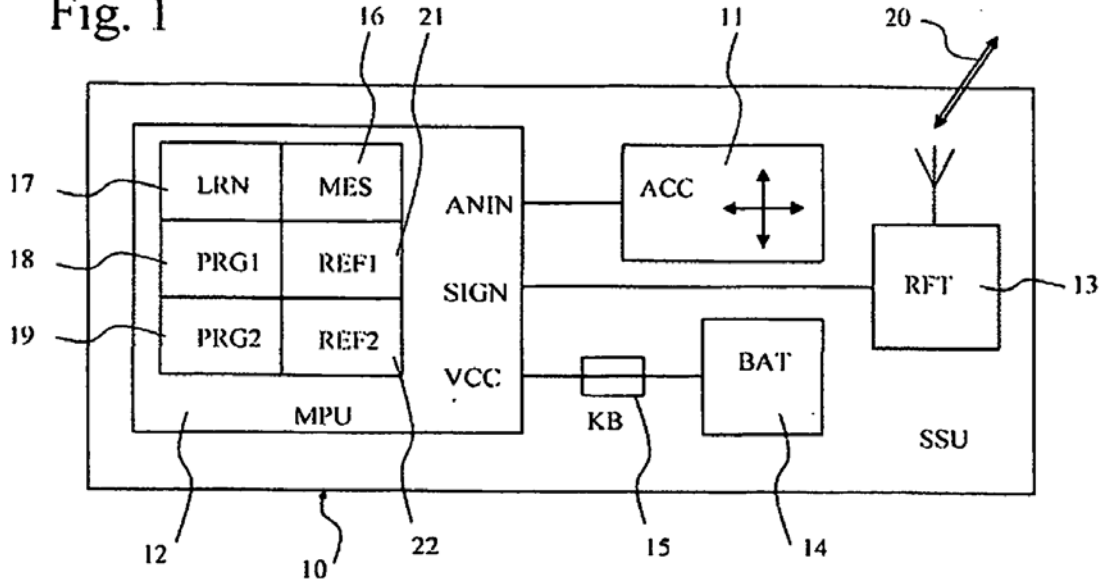 Fig. 1
16 21 11 20
17 LRN MES ANIN ACC
18 PRG1 REF1 SIGN RFT 13
19 PRG2 REF2 VCC BAT
MPU KB SSU
12 10 22 15 14